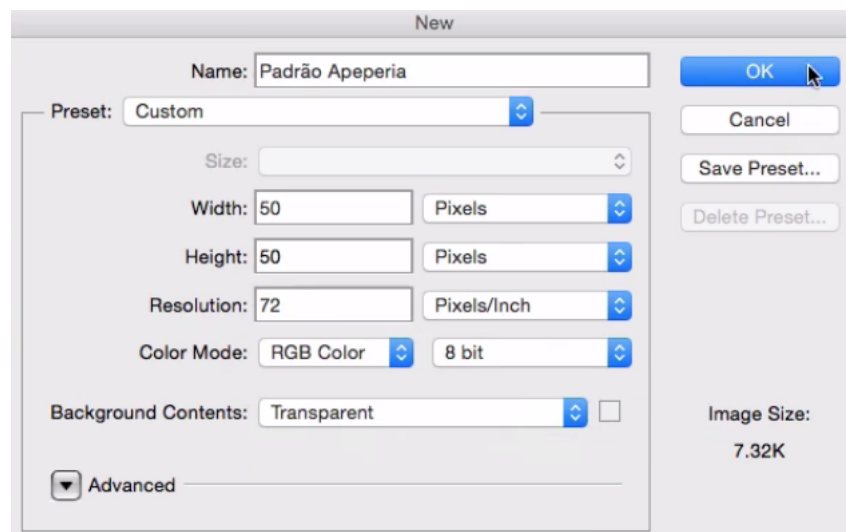 New
Name: Padrão Apeperia
OK
Preset: Custom
Cancel
Size:
Save Preset...
Width: 50 Pixels
Delete Preset...
Height: 50 Pixels
Resolution: 72 Pixels/Inch
Color Mode: RGB Color 8 bit
Background Contents: Transparent
Image Size:
7.32K
Advanced